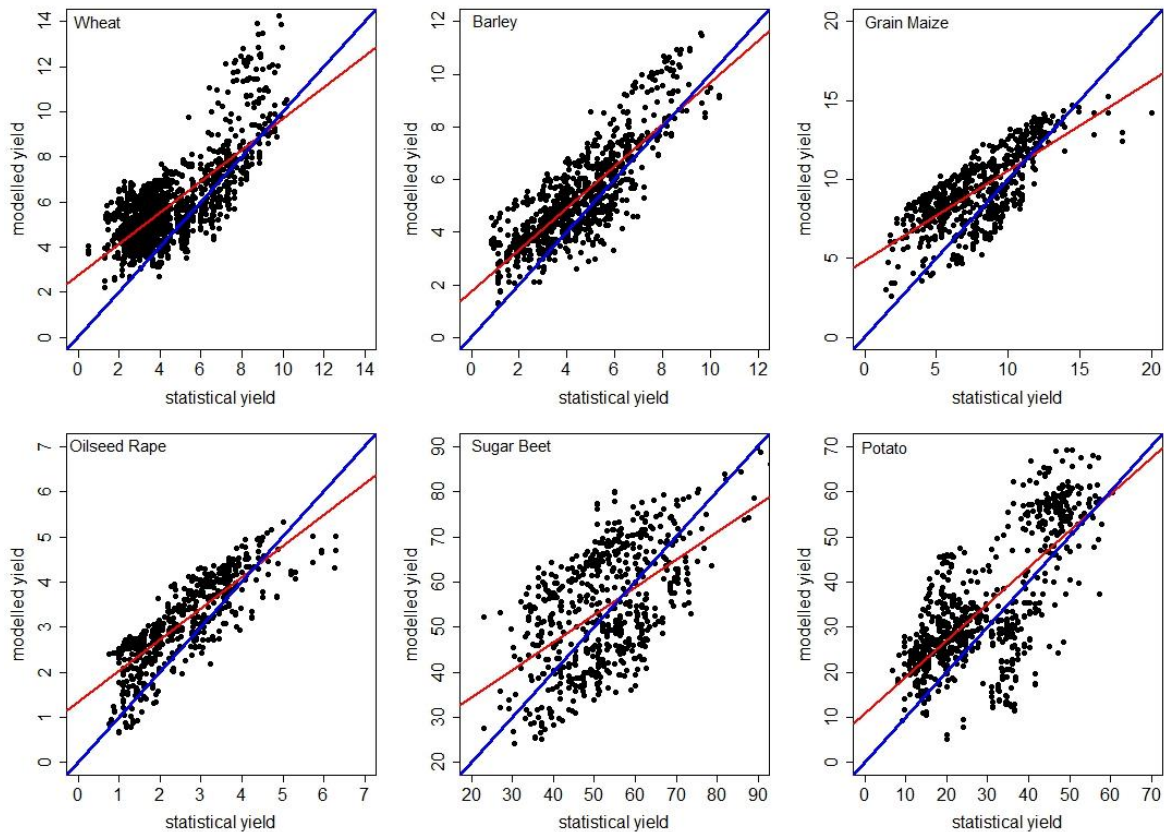 Wheat
14
12
10
8
6
4
2
0
modelled yield
0 2 4 6 8 10 12 14
statistical yield
Barley
12
10
8
6
4
2
0
modelled yield
0 2 4 6 8 10 12
statistical yield
Grain Maize
20
15
10
5
0
modelled yield
0 5 10 15 20
statistical yield
Oilseed Rape
7
6
5
4
3
2
1
0
modelled yield
0 1 2 3 4 5 6 7
statistical yield
Sugar Beet
90
80
70
60
50
40
30
20
modelled yield
20 30 40 50 60 70 80 90
statistical yield
Potato
70
60
50
40
30
20
10
0
modelled yield
0 10 20 30 40 50 60 70
statistical yield